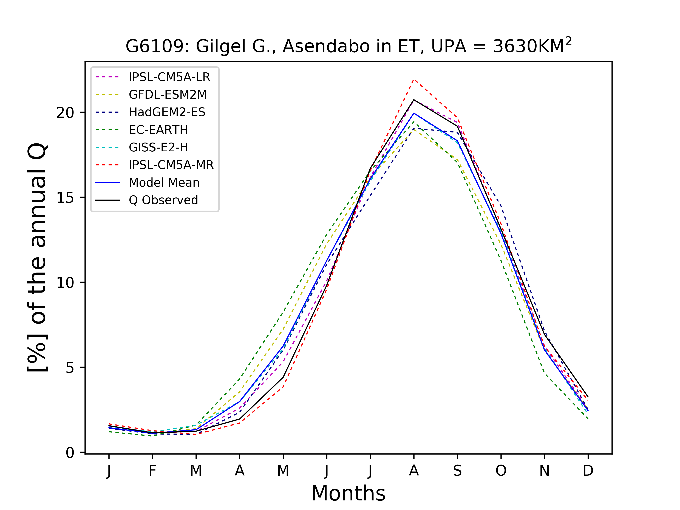 G6109: Gilgel G., Asendabo in ET, UPA = 3630KM²
IPSL-CM5A-LR
GFDL-ESM2M
HadGEM2-ES
EC-EARTH
GISS-E2-H
IPSL-CM5A-MR
Model Mean
Q Observed
[%] of the annual Q
20
15
10
5
0
J F M A M J J A S O N D
Months